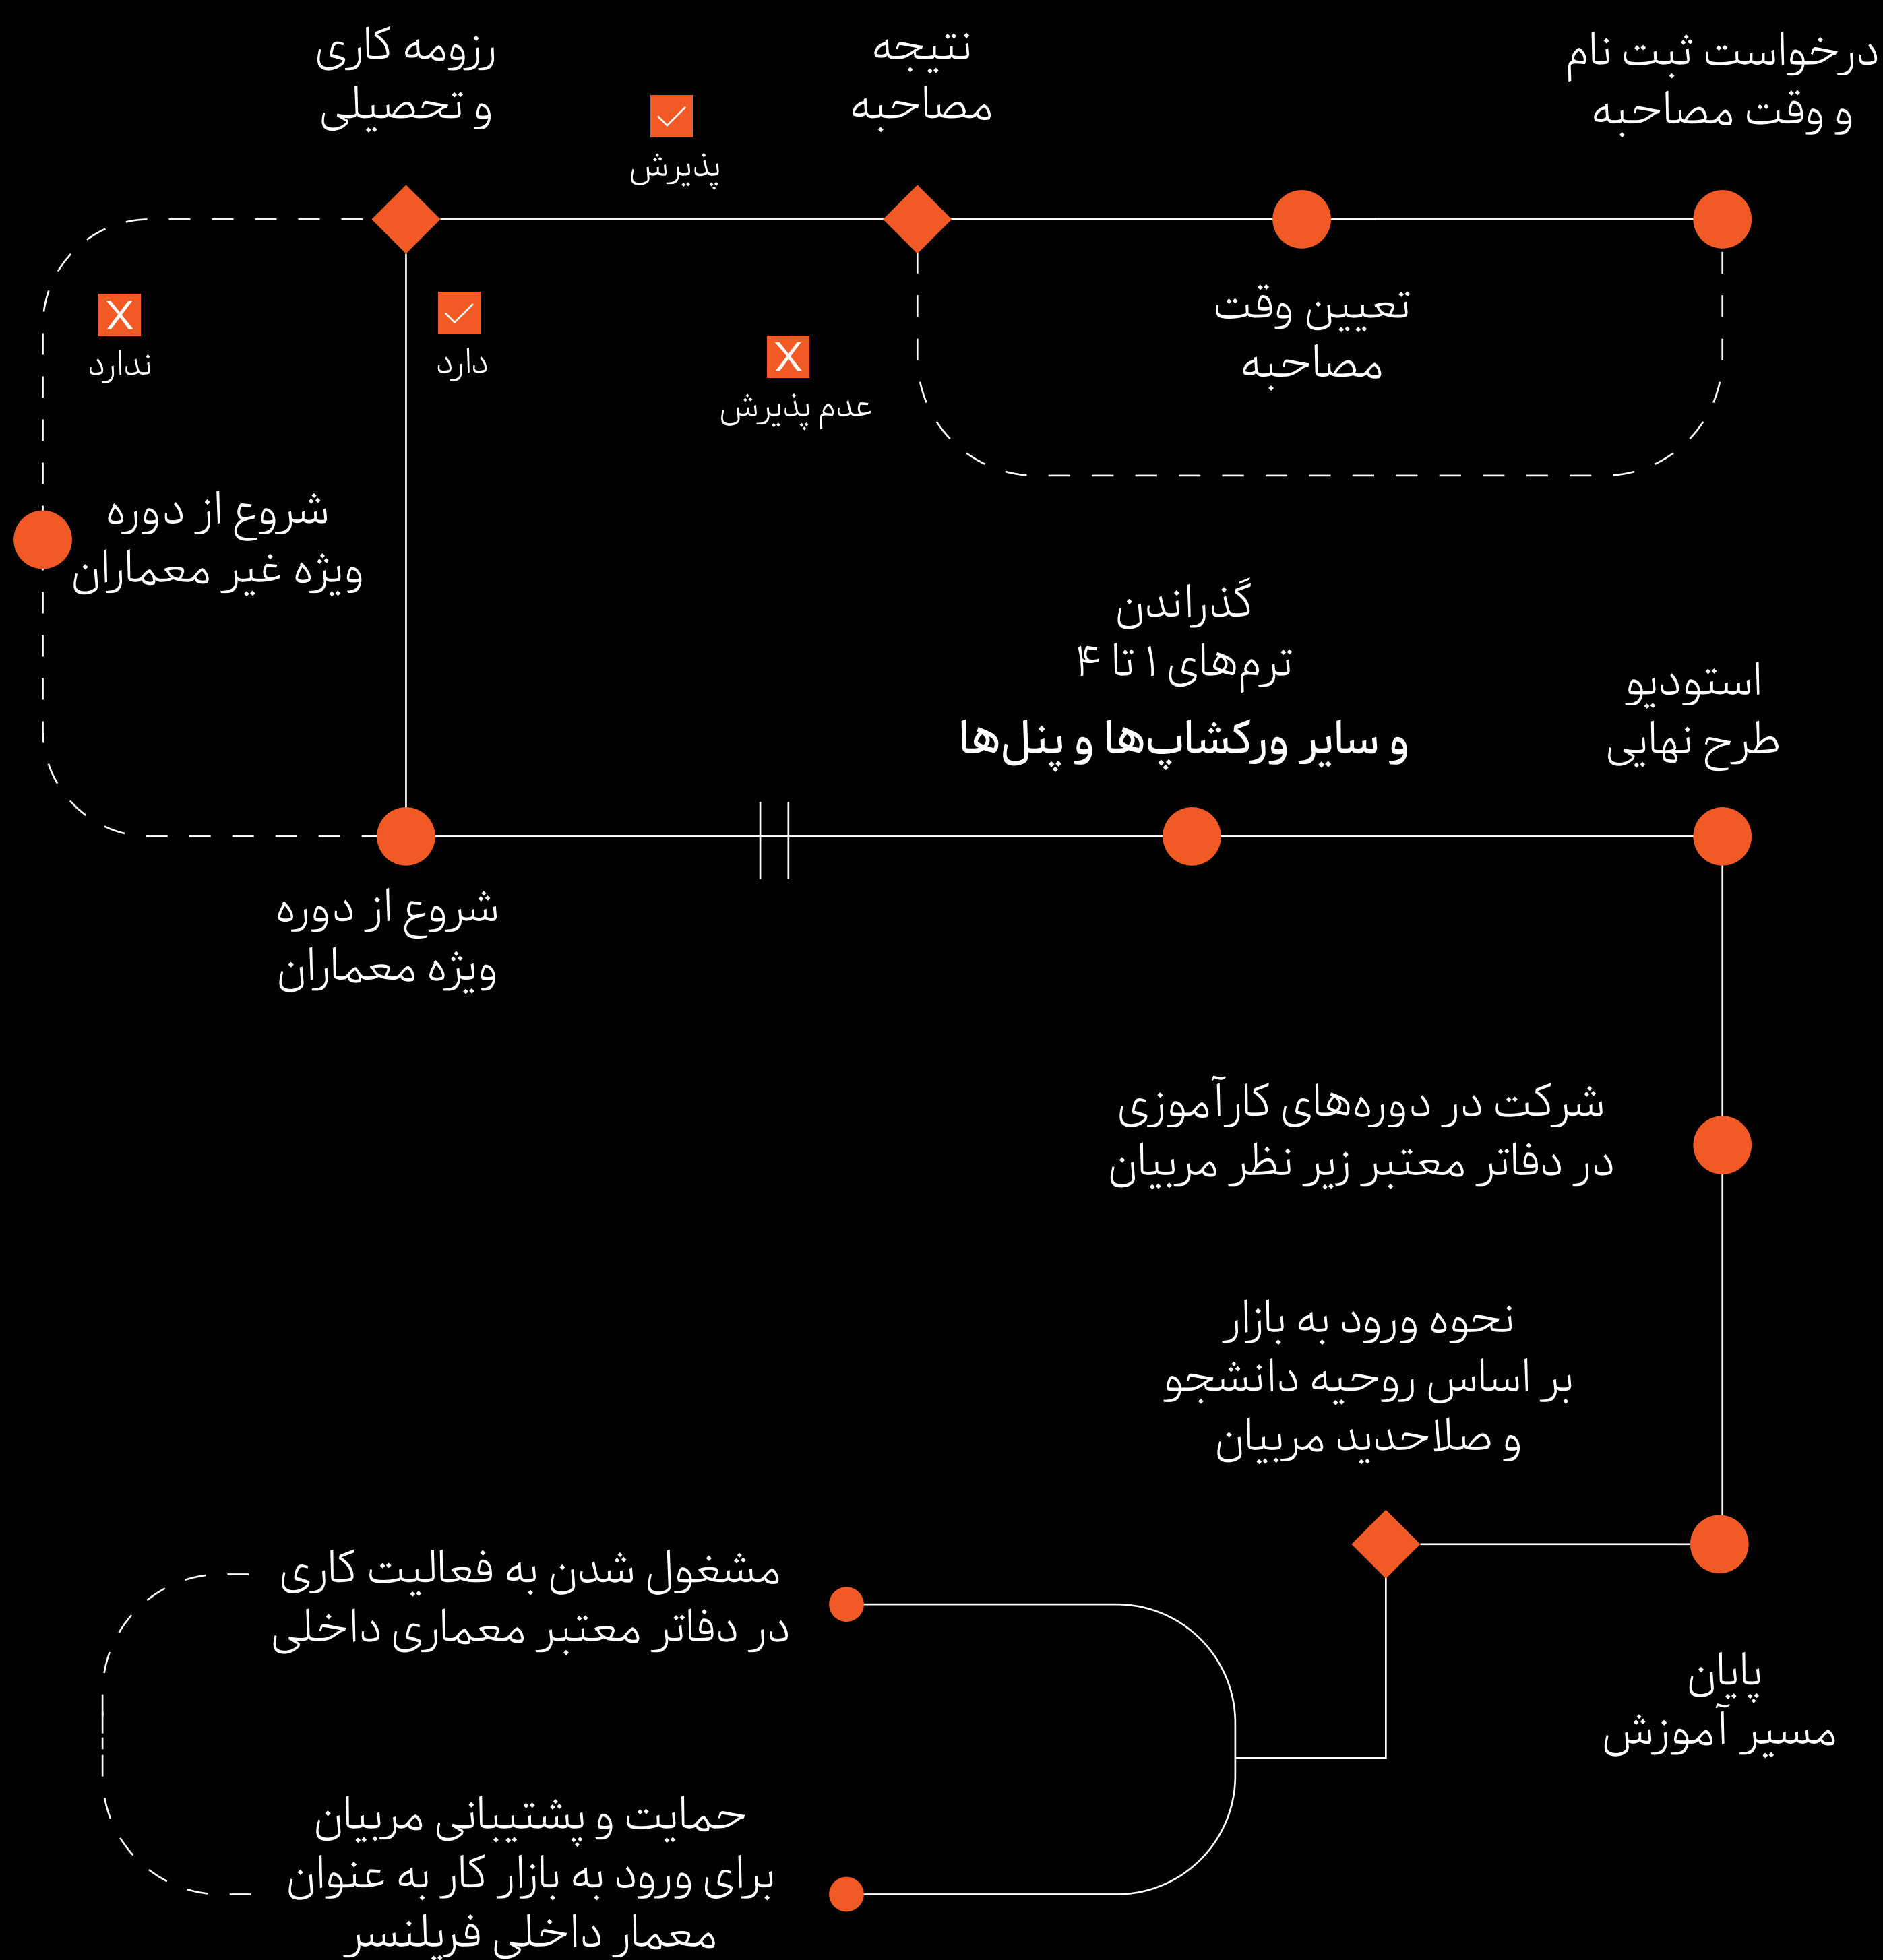 درخواست ثبت نام
و وقت مصاحبه
تعیین وقت
مصاحبه
نتیجه
مصاحبه
عدم پذیرش
پذیرش
رزومه کاری
و تحصیلی
دارد
ندارد
شروع از دوره
ویژه غیر معماران
شروع از دوره
ویژه معماران
گذراندن
ترم‌های ۱ تا ۴
و سایر ورکشاپ‌ها و پنل‌ها
استودیو
طرح نهایی
شرکت در دوره‌های کارآموزی
در دفاتر معتبر زیر نظر مربیان
پایان
مسیر آموزش
نحوه ورود به بازار
بر اساس روحیه دانشجو
و صلاحدید مربیان
مشغول شدن به فعالیت کاری
در دفاتر معتبر معماری داخلی
حمایت و پشتیبانی مربیان
برای ورود به بازار کار به عنوان
معمار داخلی فریلنسر